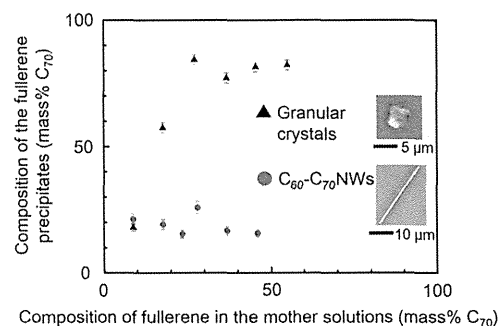 Composition of the fullerene
precipitates (mass% C70)
100
50
0
Granular
crystals
5 µm
C60-C70NWs
10 µm
0
50
100
Composition of fullerene in the mother solutions (mass% C70)